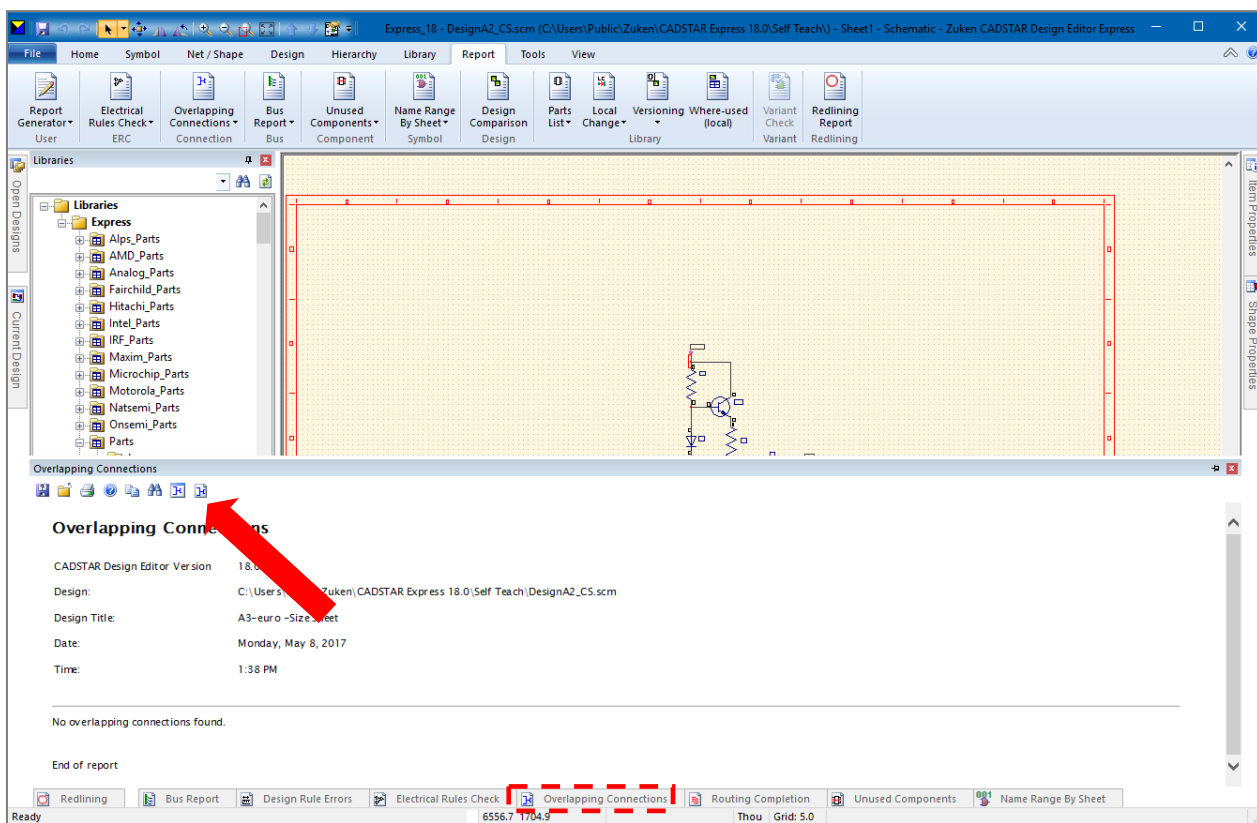 Express_18 - DesignA2_CS.scm (C:\Users\Public\Zuken\CADSTAR Express 18.0\Self Teach\) - Sheet1 - Schematic - Zuken CADSTAR Design Editor Express
File Home Symbol Net / Shape Design Hierarchy Library Report Tools View
Report Electrical Overlapping Bus Unused Name Range Design Parts Local Versioning Where-used Variant Redlining
Generator Rules Check Connections Report Components By Sheet Comparison List Change (local) Check Report
User ERC Connection Bus Component Symbol Design Library Variant Redlining
Open Designs
Current Design
Libraries
Libraries
Express
Alps_Parts
AMD_Parts
Analog_Parts
Fairchild_Parts
Hitachi_Parts
Intel_Parts
IRF_Parts
Maxim_Parts
Microchip_Parts
Motorola_Parts
Natsemi_Parts
Onsemi_Parts
Parts
Item Properties
Shape Properties
Overlapping Connections
Overlapping
CADSTAR Design Editor Version
Design: C:\Users Zuken\CADSTAR Express 18.0\Self Teach\DesignA2_CS.scm
Design Title: A3-euro -Size
Date: Monday, May 8, 2017
Time: 1:38 PM
No overlapping connections found.
End of report
Redlining Bus Report Design Rule Errors Electrical Rules Check Overlapping Connections Routing Completion Unused Components Name Range By Sheet
Ready 6556.7 1704.9 Thou Grid: 5.0